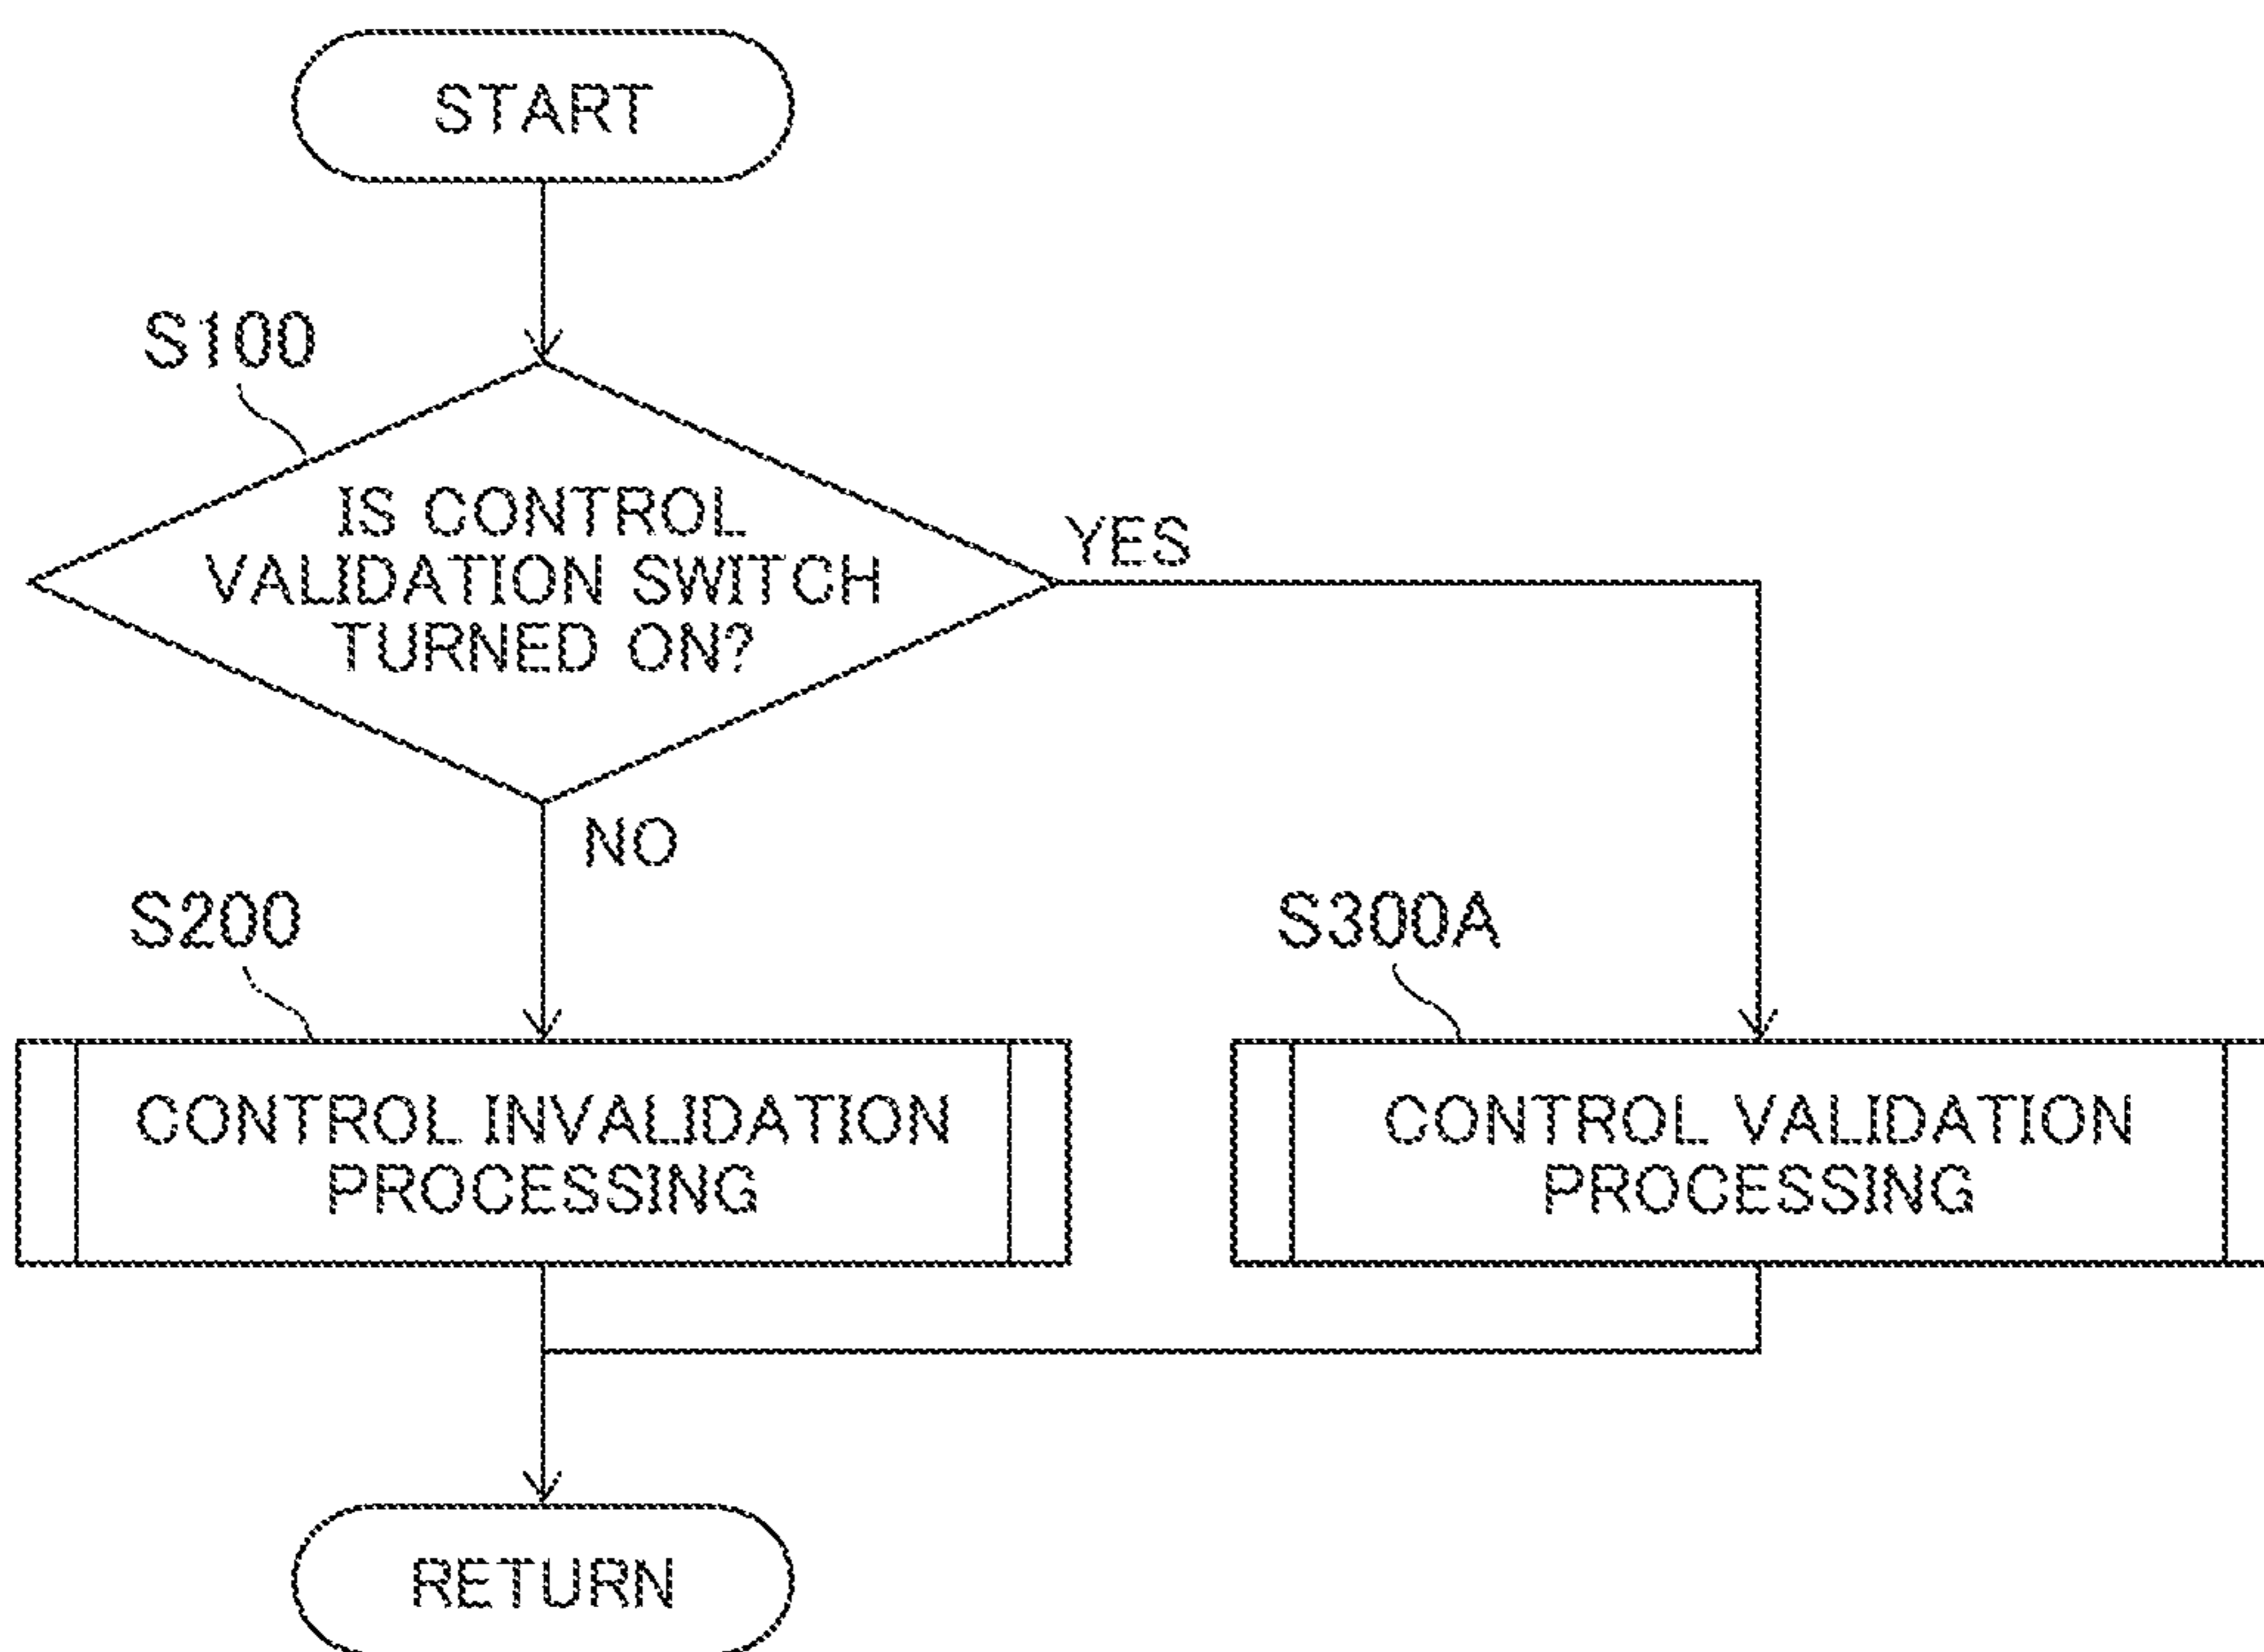 START
S100
IS CONTROL
VALIDATION SWITCH
TURNED ON?
YES
NO
S200
S300A
CONTROL INVALIDATION
PROCESSING
CONTROL VALIDATION
PROCESSING
RETURN